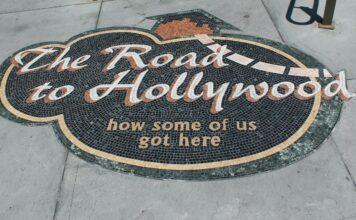 The Road
to Hollywood
how some of us
got here